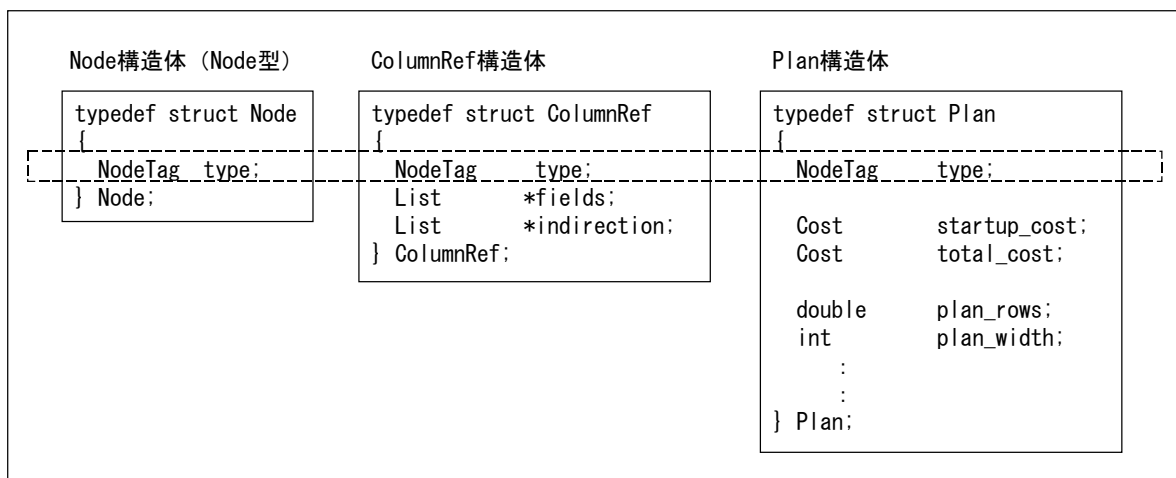 Node構造体（Node型）
typedef struct Node
{
NodeTag type;
} Node;
ColumnRef構造体
typedef struct ColumnRef
{
NodeTag type;
List *fields;
List *indirection;
} ColumnRef;
Plan構造体
typedef struct Plan
{
NodeTag type;
Cost startup_cost;
Cost total_cost;
double plan_rows;
int plan_width;
:
:
} Plan;